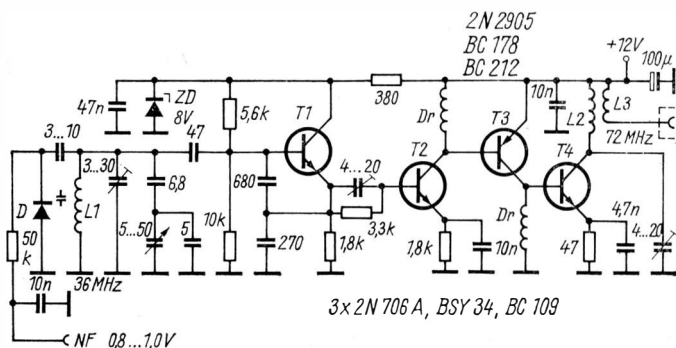 2N 2905
BC 178
BC 212
+12V
100µ
47n
ZD
8V
5,6k
T1
380
10n
Dr
T3
L2
L3
72 MHz
3...10
3...30
47
6,8
680
4...20
T2
T4
D
L1
50
k
5...50
5
10k
270
1,8k
3,3k
1,8k
10n
Dr
47
4,7n
4...20
10n
36 MHz
3x 2N 706 A, BSY 34, BC 109
NF 0,8...1,0V